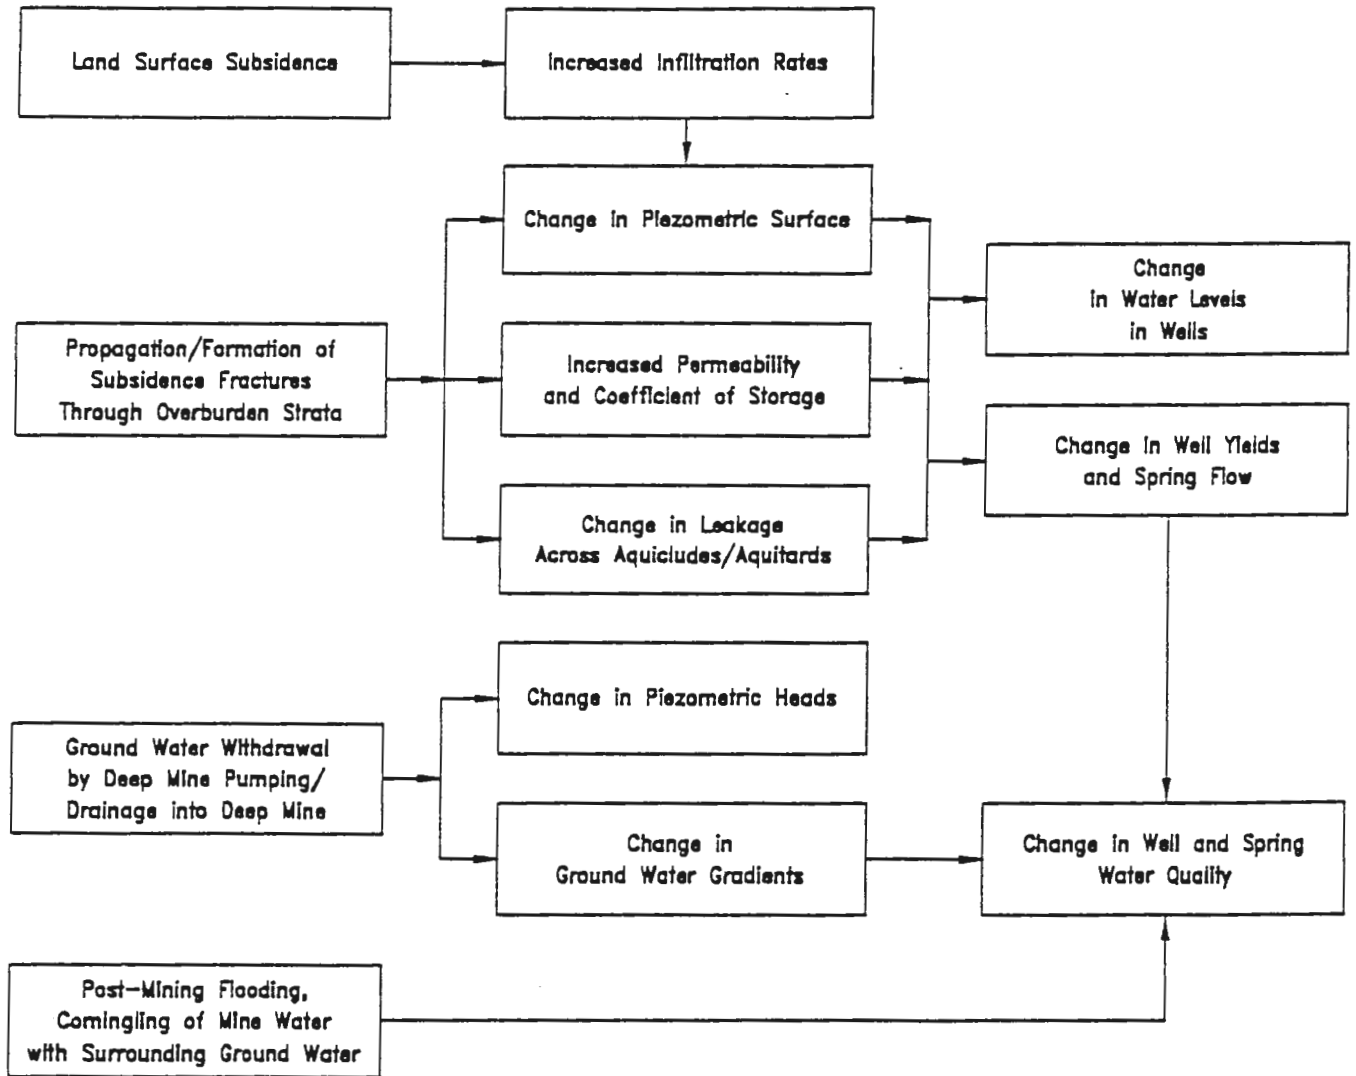 Land Surface Subsidence
Increased Infiltration Rates
Change in Piezometric Surface
Change
in Water Levels
in Wells
Propagation/Formation of
Subsidence Fractures
Through Overburden Strata
Increased Permeability
and Coefficient of Storage
Change in Well Yields
and Spring Flow
Change in Leakage
Across Aquicludes/Aquitards
Change in Piezometric Heads
Ground Water Withdrawal
by Deep Mine Pumping/
Drainage into Deep Mine
Change in
Ground Water Gradients
Change in Well and Spring
Water Quality
Post-Mining Flooding,
Comingling of Mine Water
with Surrounding Ground Water